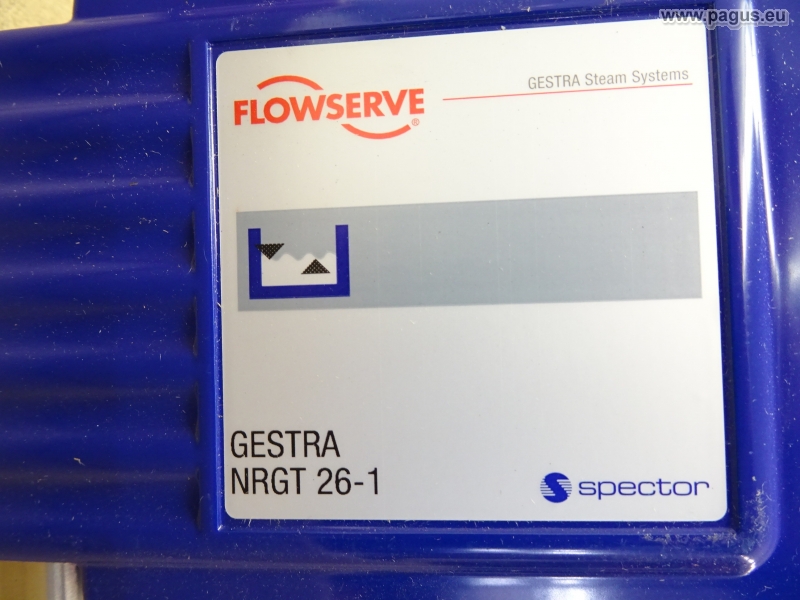 www.pagus.eu
GESTRA Steam Systems
FLOWSERVE®
GESTRA
NRGT 26-1
spector